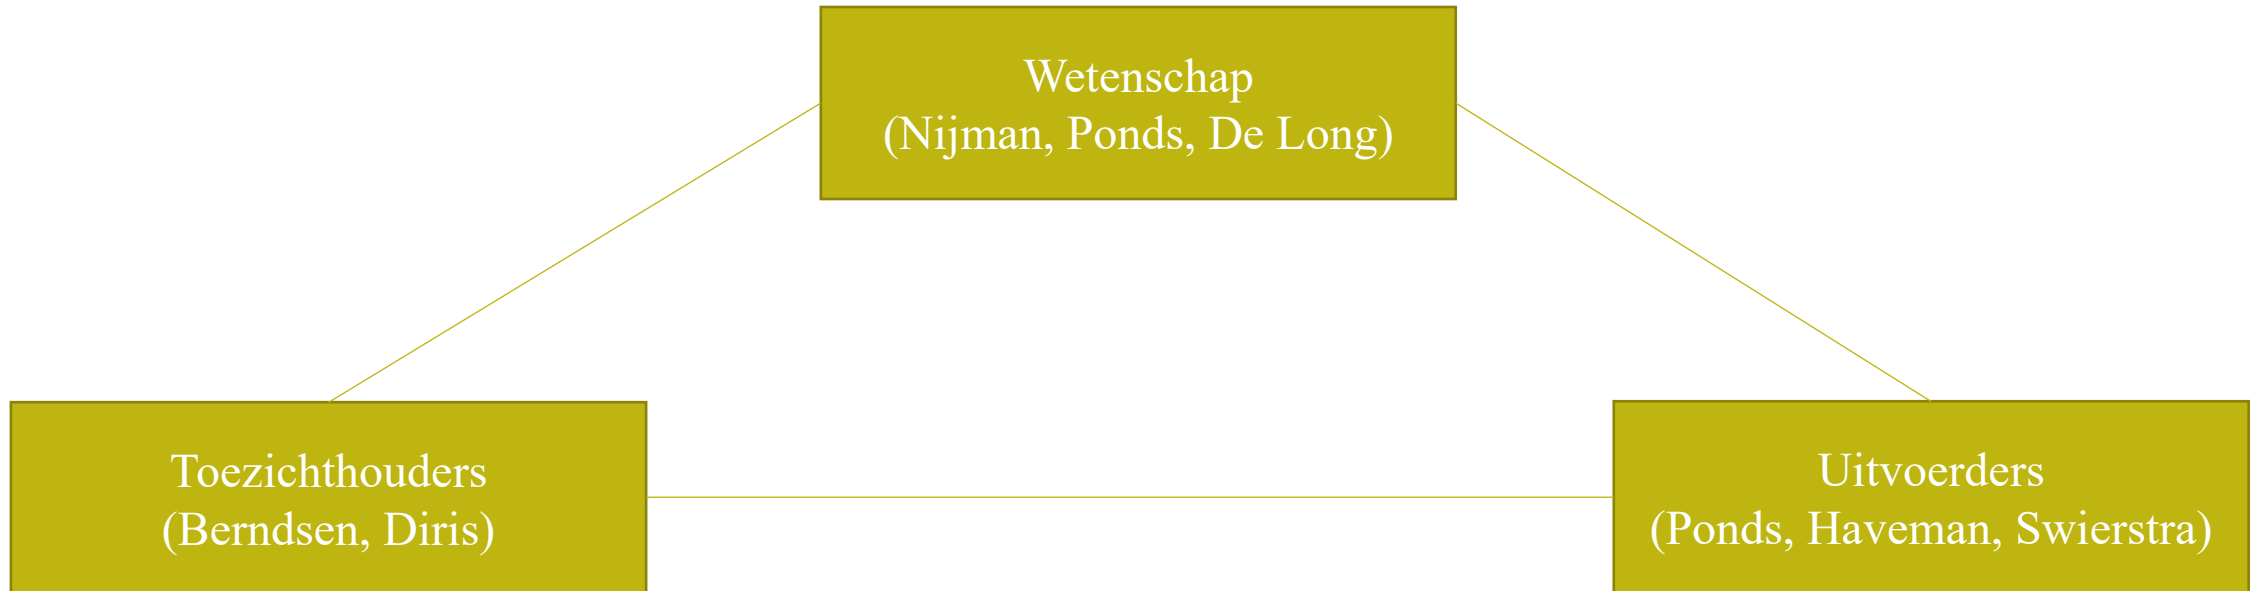 Wetenschap
(Nijman, Ponds, De Long)
Toezichthouders
(Berndsen, Diris)
Uitvoerders
(Ponds, Haveman, Swierstra)